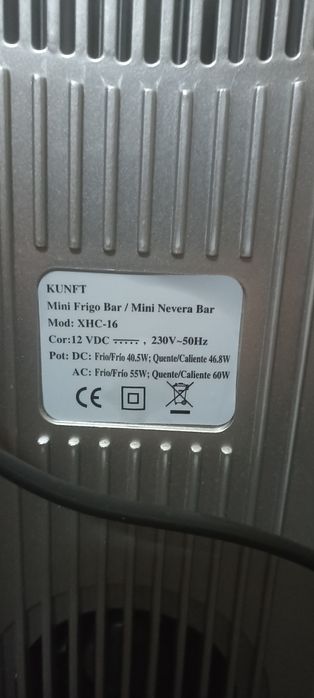 KUNFT
Mini Frigo Bar / Mini Nevera Bar
Mod: XHC-16
Cor:12 VDC ⎓, 230V~50Hz
Pot: DC: Frio/Frío 40.5W; Quente/Caliente 46.8W
AC: Frio/Frío 55W; Quente/Caliente 60W
CE